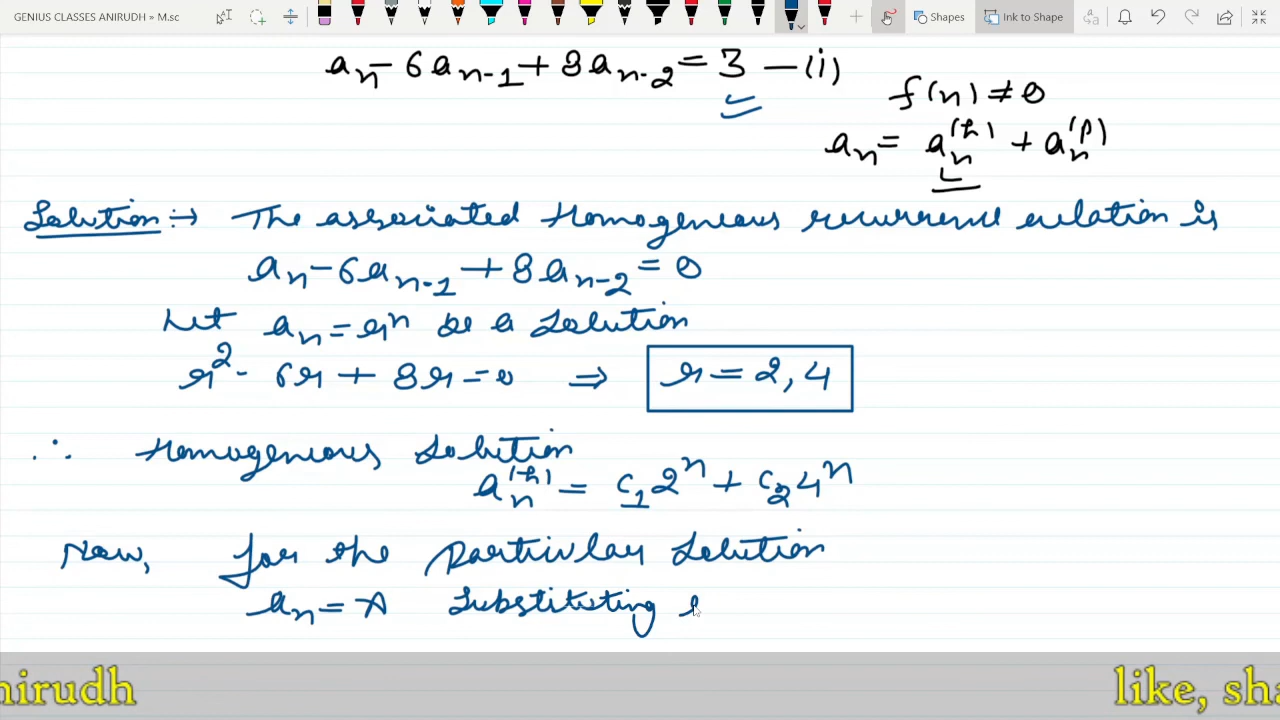 GENIUS CLASSES ANIRUDH » M.sc
Shapes
Ink to Shape
aₙ - 6aₙ₋₁ + 8aₙ₋₂ = 3 — (i)
f(n) ≠ 0
aₙ = aₙ⁽ʰ⁾ + aₙ⁽ᵖ⁾
Solution :→ The associated Homogeneous recurrence relation is
aₙ - 6aₙ₋₁ + 8aₙ₋₂ = 0
Let aₙ = rⁿ be a solution
r² - 6r + 8r = 0 ⇒ r = 2, 4
∴ Homogenious Solution
aₙ⁽ʰ⁾ = c₁2ⁿ + c₂4ⁿ
Now, for the particular solution
aₙ = A Substituting
nirudh
like, sha